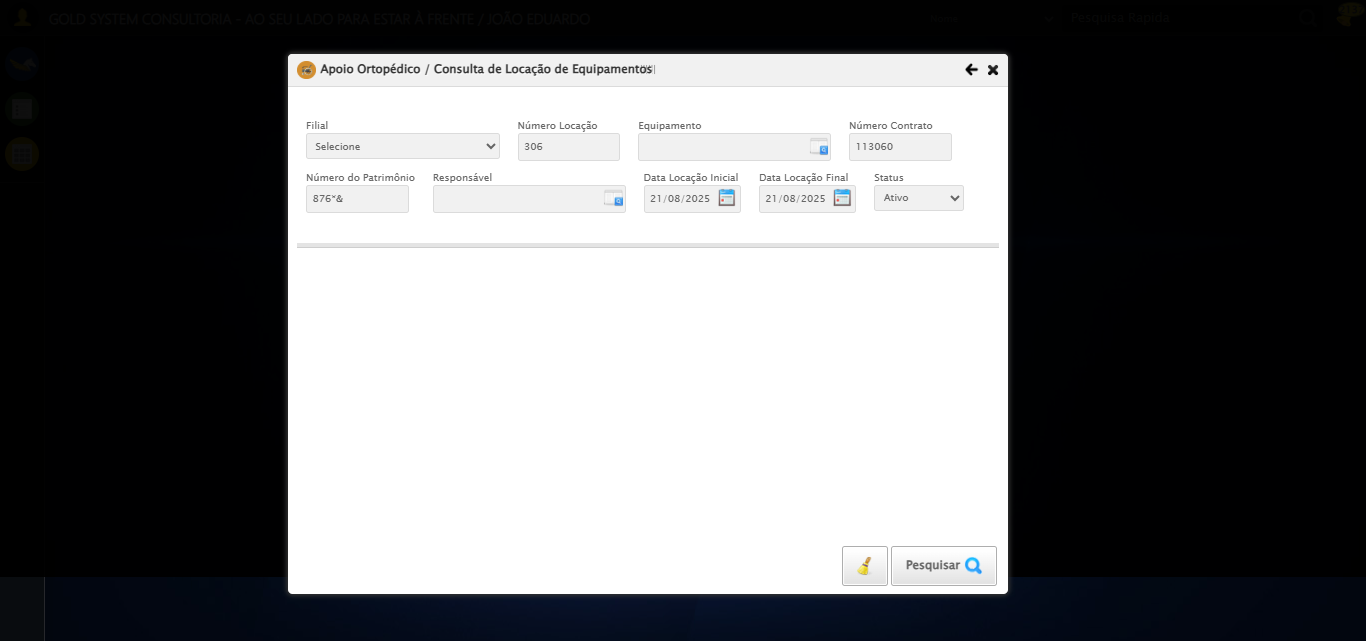 GOLD SYSTEM CONSULTORIA - AO SEU LADO PARA ESTAR À FRENTE / JOÃO EDUARDO
Pesquisa Rápida
Apoio Ortopédico / Consulta de Locação de Equipamentos
Filial Número Locação Equipamento Número Contrato
Selecione 306 113060
Número do Patrimônio Responsável Data Locação Inicial Data Locação Final Status
876*& 21/08/2025 21/08/2025 Ativo
Pesquisar